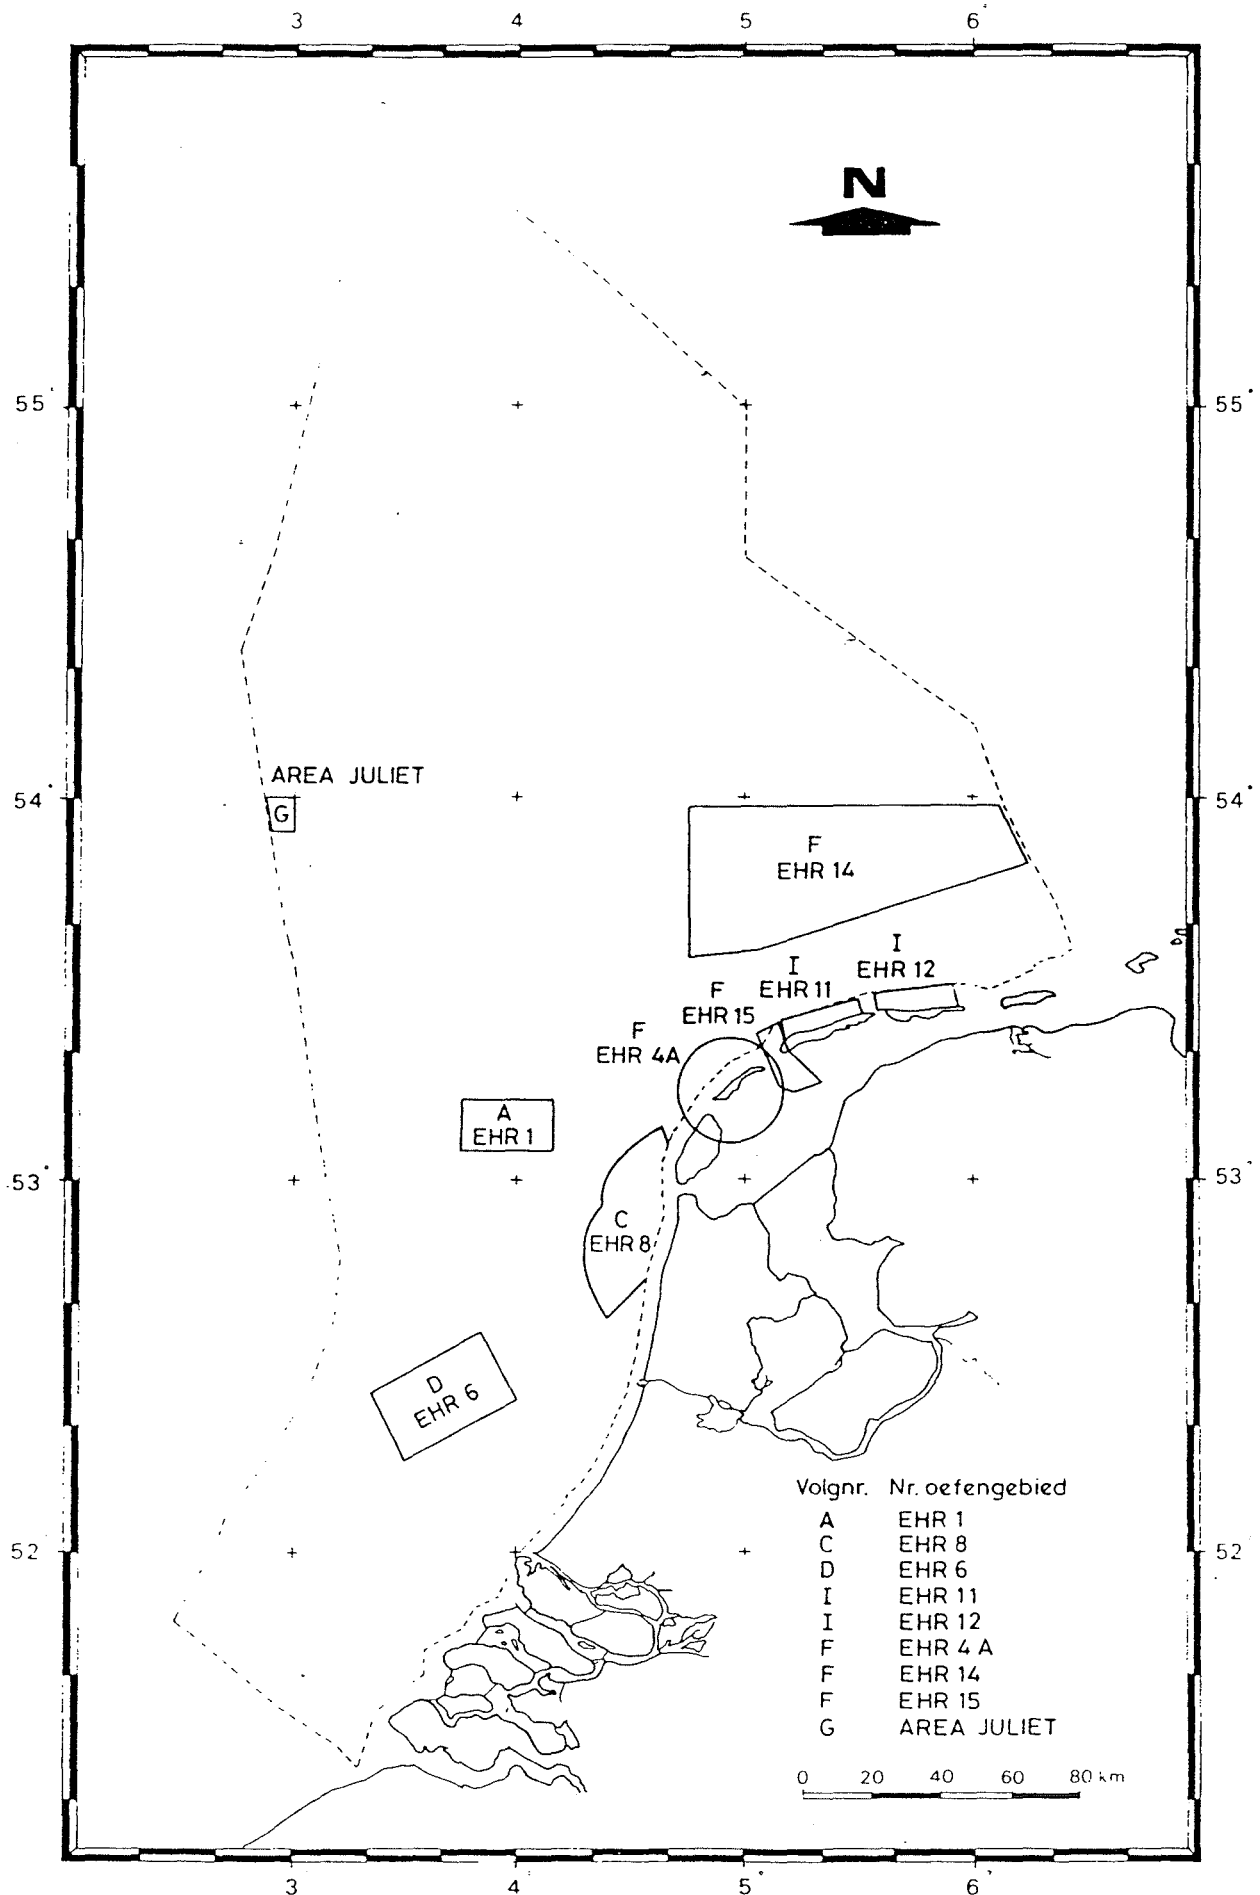 3 4 5 6
N
55° 55°
AREA JULIET
54° 54°
G
F
EHR 14
I
EHR 12
I
EHR 11
F
EHR 15
F
EHR 4A
A
EHR 1
53° 53°
C
EHR 8
D
EHR 6
Volgnr. Nr. oefengebied
A EHR 1
C EHR 8
D EHR 6
I EHR 11
I EHR 12
F EHR 4 A
F EHR 14
F EHR 15
G AREA JULIET
52 52°
0 20 40 60 80 km
3 4° 5° 6°